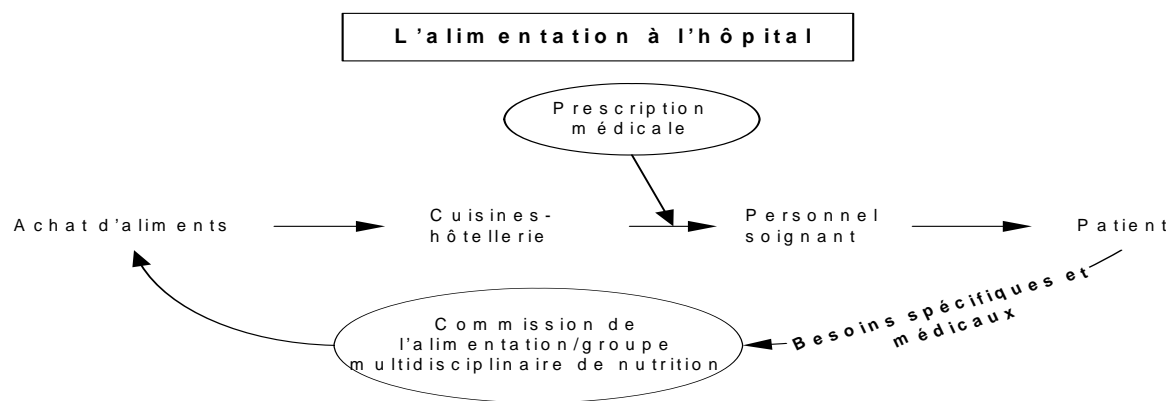 L'alimentation à l'hôpital
Prescription
médicale
Achat d'aliments
Cuisines-
hôtellerie
Personnel
soignant
Patient
Besoins spécifiques et
médicaux
Commission de
l'alimentation/groupe
multidisciplinaire de nutrition